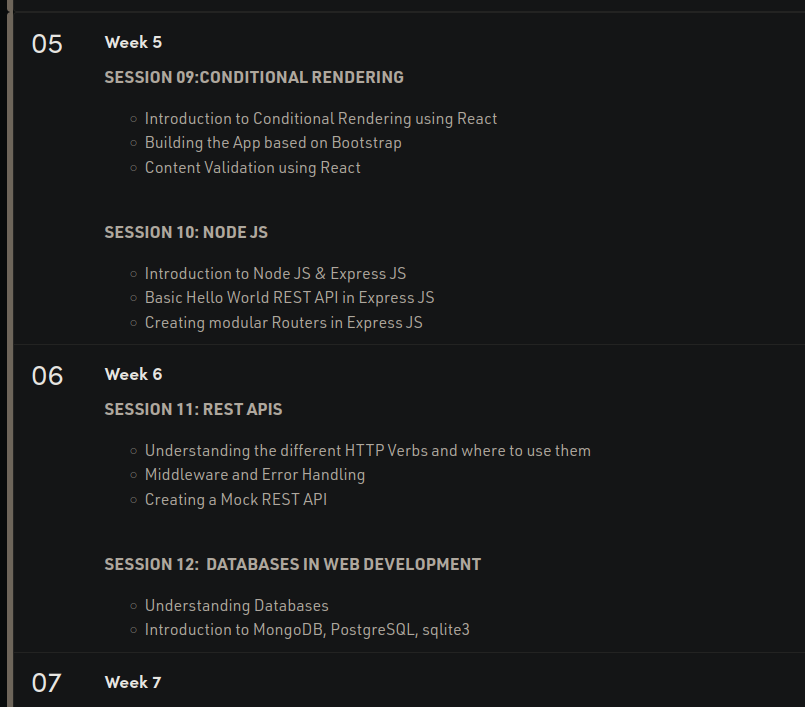 05
Week 5
SESSION 09:CONDITIONAL RENDERING
Introduction to Conditional Rendering using React
Building the App based on Bootstrap
Content Validation using React
SESSION 10: NODE JS
Introduction to Node JS & Express JS
Basic Hello World REST API in Express JS
Creating modular Routers in Express JS
06
Week 6
SESSION 11: REST APIS
Understanding the different HTTP Verbs and where to use them
Middleware and Error Handling
Creating a Mock REST API
SESSION 12: DATABASES IN WEB DEVELOPMENT
Understanding Databases
Introduction to MongoDB, PostgreSQL, sqlite3
07
Week 7